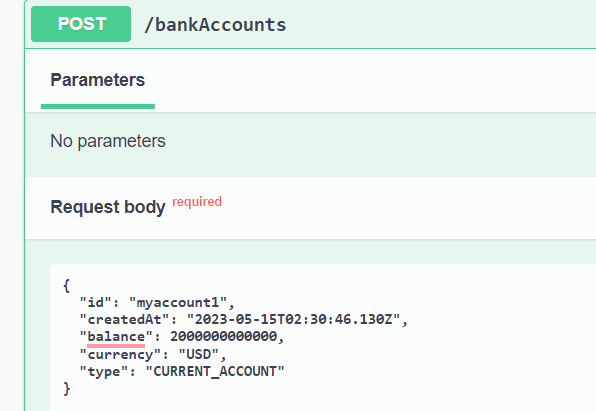 POST /bankAccounts
Parameters
No parameters
Request body required
{
"id": "myaccount1",
"createdAt": "2023-05-15T02:30:46.130Z",
"balance": 2000000000000,
"currency": "USD",
"type": "CURRENT_ACCOUNT"
}